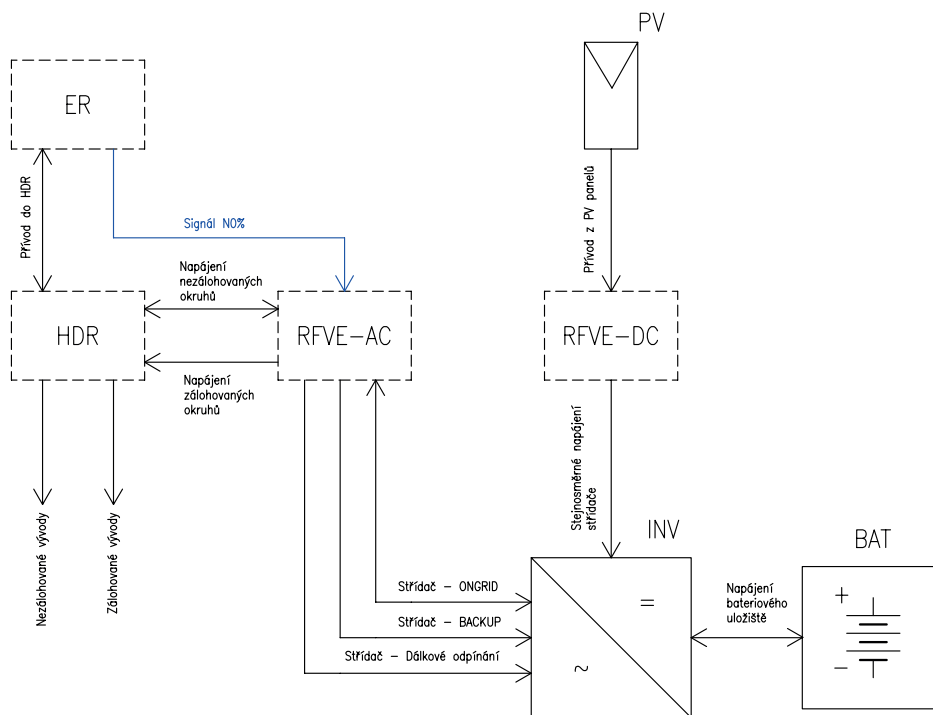 PV
ER
Přívod do HDR
Signál N0%
Přívod z PV panelů
Napájení
nezálohovaných
okruhů
HDR
RFVE-AC
RFVE-DC
Napájení
zálohovaných
okruhů
Nezálohované vývody
Zálohované vývody
Stejnosměrné napájení
střídače
INV
BAT
Střídač - ONGRID
Střídač - BACKUP
Střídač - Dálkové odpínání
=
~
Napájení
bateriového
uložiště
+
-